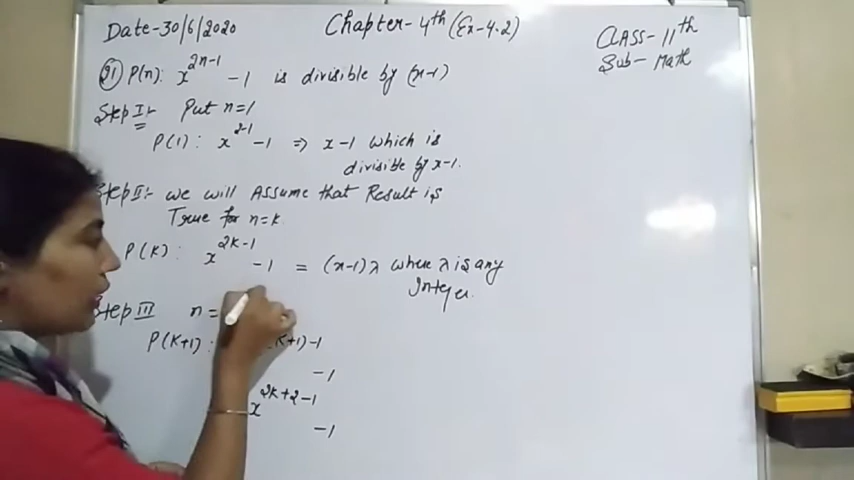 Date-30/6/2020 Chapter-4th (Ex-4.2) CLASS-11th
Sub- Math
Q1 P(n): x^2n-1 - 1 is divisible by (x-1)
Step I:- Put n=1
P(1): x^2-1 - 1 => x-1 which is
divisible by x-1.
Step II:- we will Assume that Result is
True for n=k
P(k): x^2k-1 - 1 = (x-1)λ where λ is any
Integer.
Step III n=
P(k+1): (k+1)-1
-1
x^2k+2-1
-1